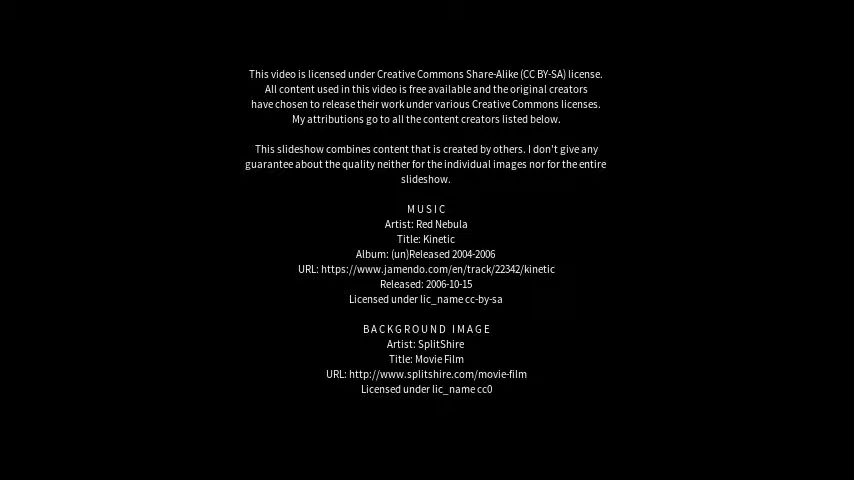 This video is licensed under Creative Commons Share-Alike (CC BY-SA) license.
All content used in this video is free available and the original creators
have chosen to release their work under various Creative Commons licenses.
My attributions go to all the content creators listed below.
This slideshow combines content that is created by others. I don't give any
guarantee about the quality neither for the individual images nor for the entire
slideshow.
MUSIC
Artist: Red Nebula
Title: Kinetic
Album: (un)Released 2004-2006
URL: https://www.jamendo.com/en/track/22342/kinetic
Released: 2006-10-15
Licensed under lic_name cc-by-sa
BACKGROUND IMAGE
Artist: SplitShire
Title: Movie Film
URL: http://www.splitshire.com/movie-film
Licensed under lic_name cc0